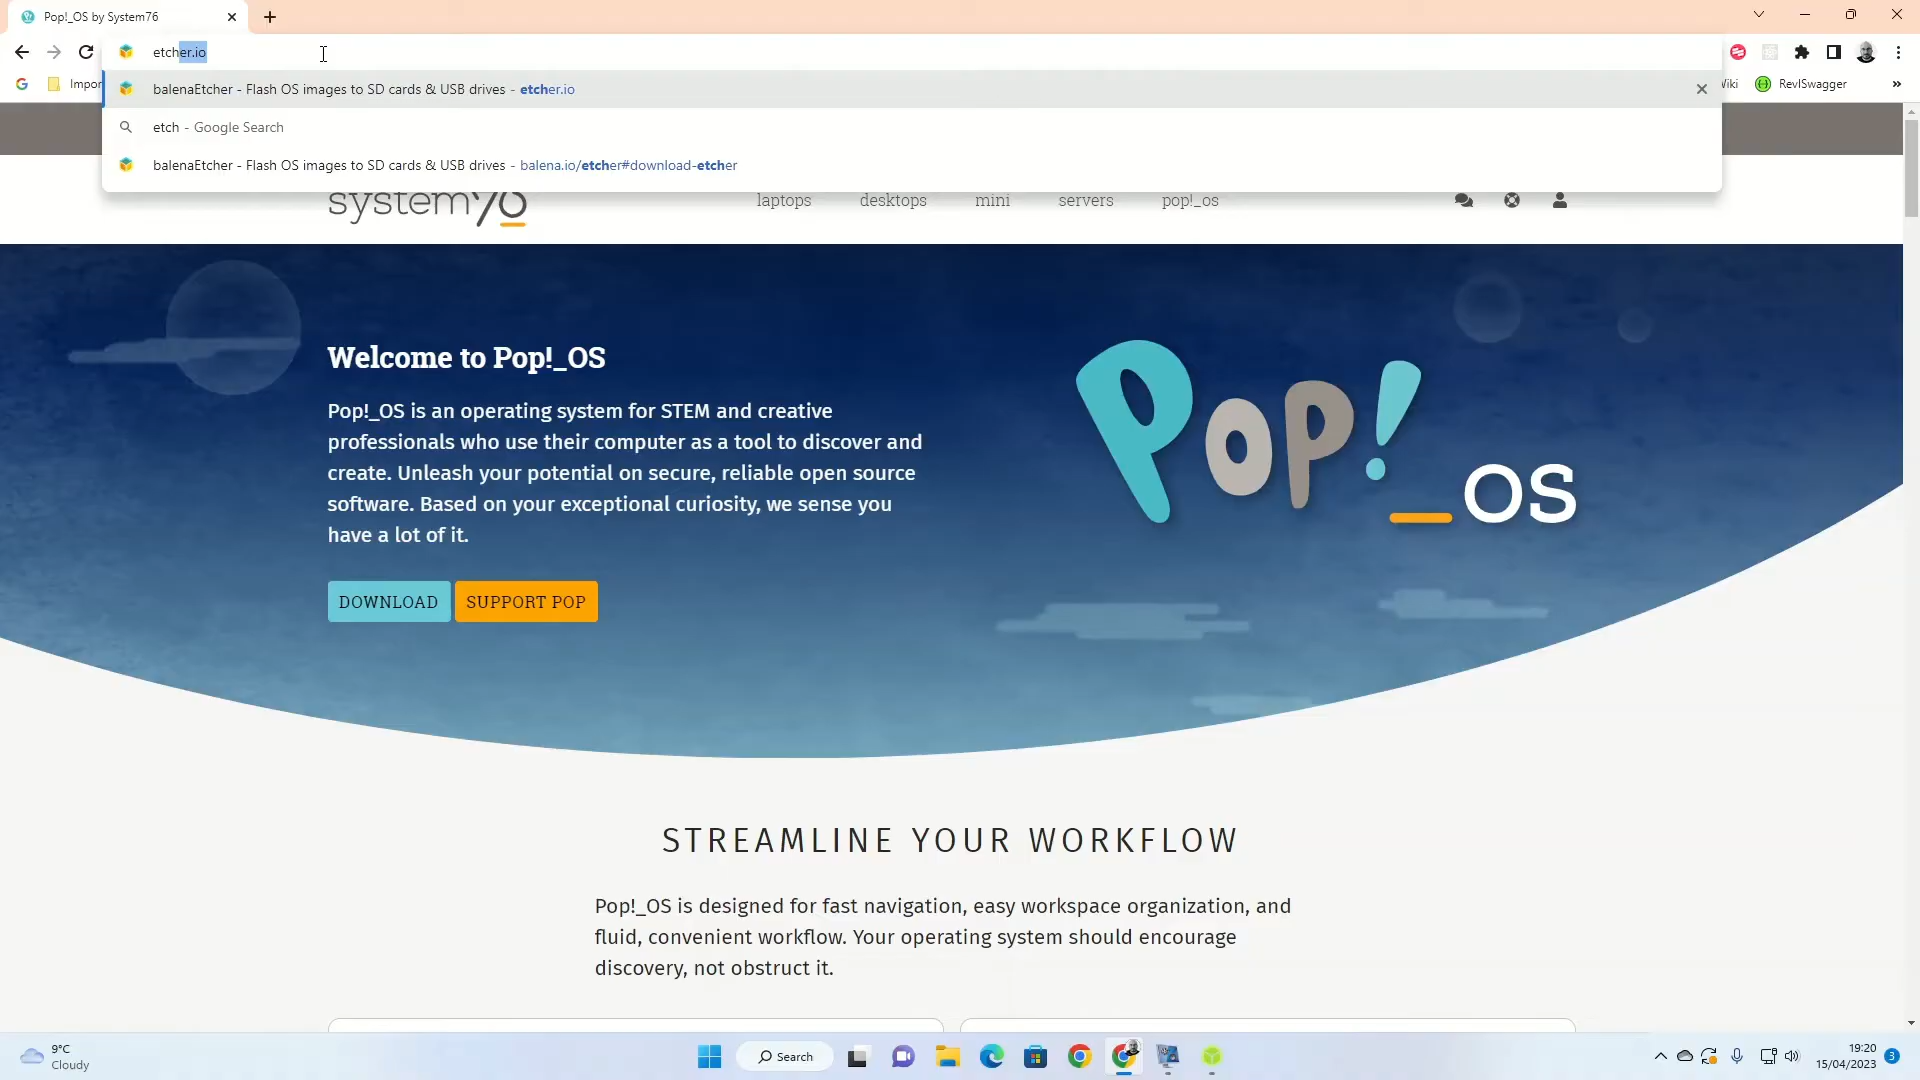 Pop!_OS by System76
etcher.io
Impor
balenaEtcher - Flash OS images to SD cards & USB drives - etcher.io
Wiki
RevlSwagger
»
etch - Google Search
balenaEtcher - Flash OS images to SD cards & USB drives - balena.io/etcher#download-etcher
system76
laptops
desktops
mini
servers
pop!_os
Welcome to Pop!_OS
Pop!_OS is an operating system for STEM and creative
professionals who use their computer as a tool to discover and
create. Unleash your potential on secure, reliable open source
software. Based on your exceptional curiosity, we sense you
have a lot of it.
Pop!_OS
DOWNLOAD
SUPPORT POP
STREAMLINE YOUR WORKFLOW
Pop!_OS is designed for fast navigation, easy workspace organization, and
fluid, convenient workflow. Your operating system should encourage
discovery, not obstruct it.
9°C
Cloudy
Search
19:20
15/04/2023
3